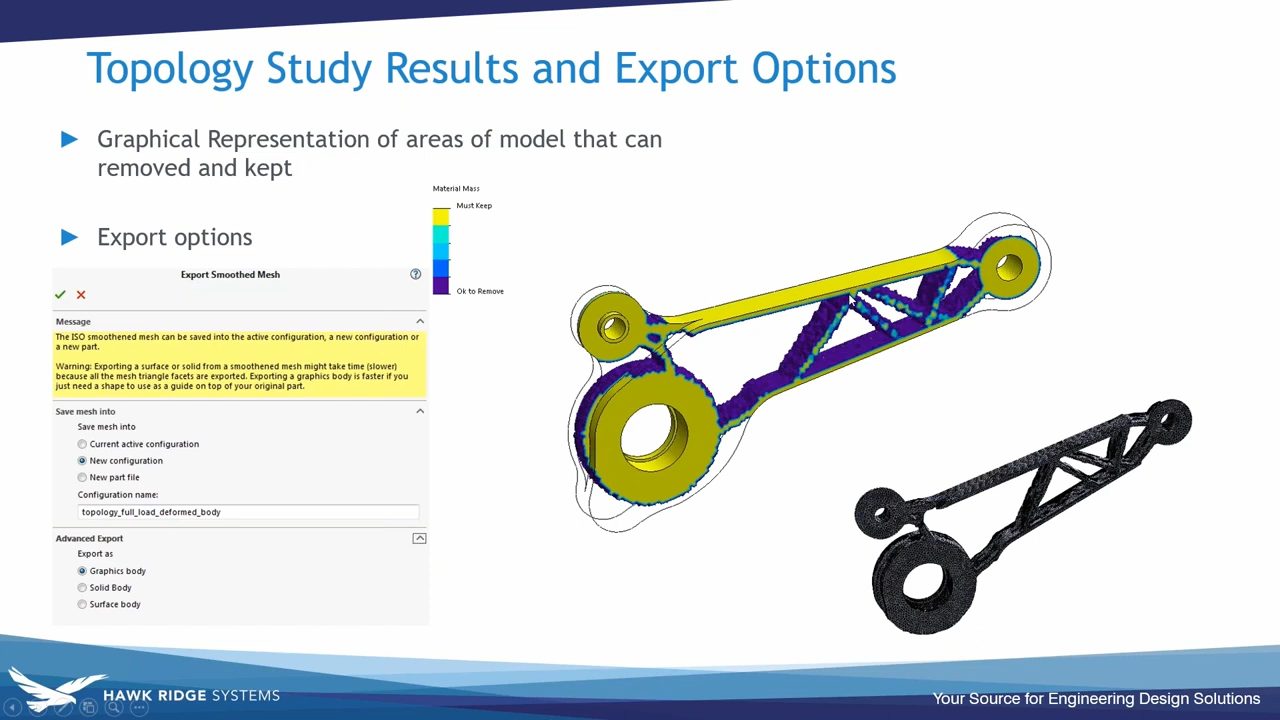 Topology Study Results and Export Options
Graphical Representation of areas of model that can
removed and kept
Material Mass
Must Keep
Ok to Remove
Export options
Export Smoothed Mesh
Message
The ISO smoothened mesh can be saved into the active configuration, a new configuration or
a new part.
Warning: Exporting a surface or solid from a smoothened mesh might take time (slower)
because all the mesh triangle facets are exported. Exporting a graphics body is faster if you
just need a shape to use as a guide on top of your original part.
Save mesh into
Save mesh into
Current active configuration
New configuration
New part file
Configuration name:
topology_full_load_deformed_body
Advanced Export
Export as
Graphics body
Solid Body
Surface body
HAWK RIDGE SYSTEMS
Your Source for Engineering Design Solutions